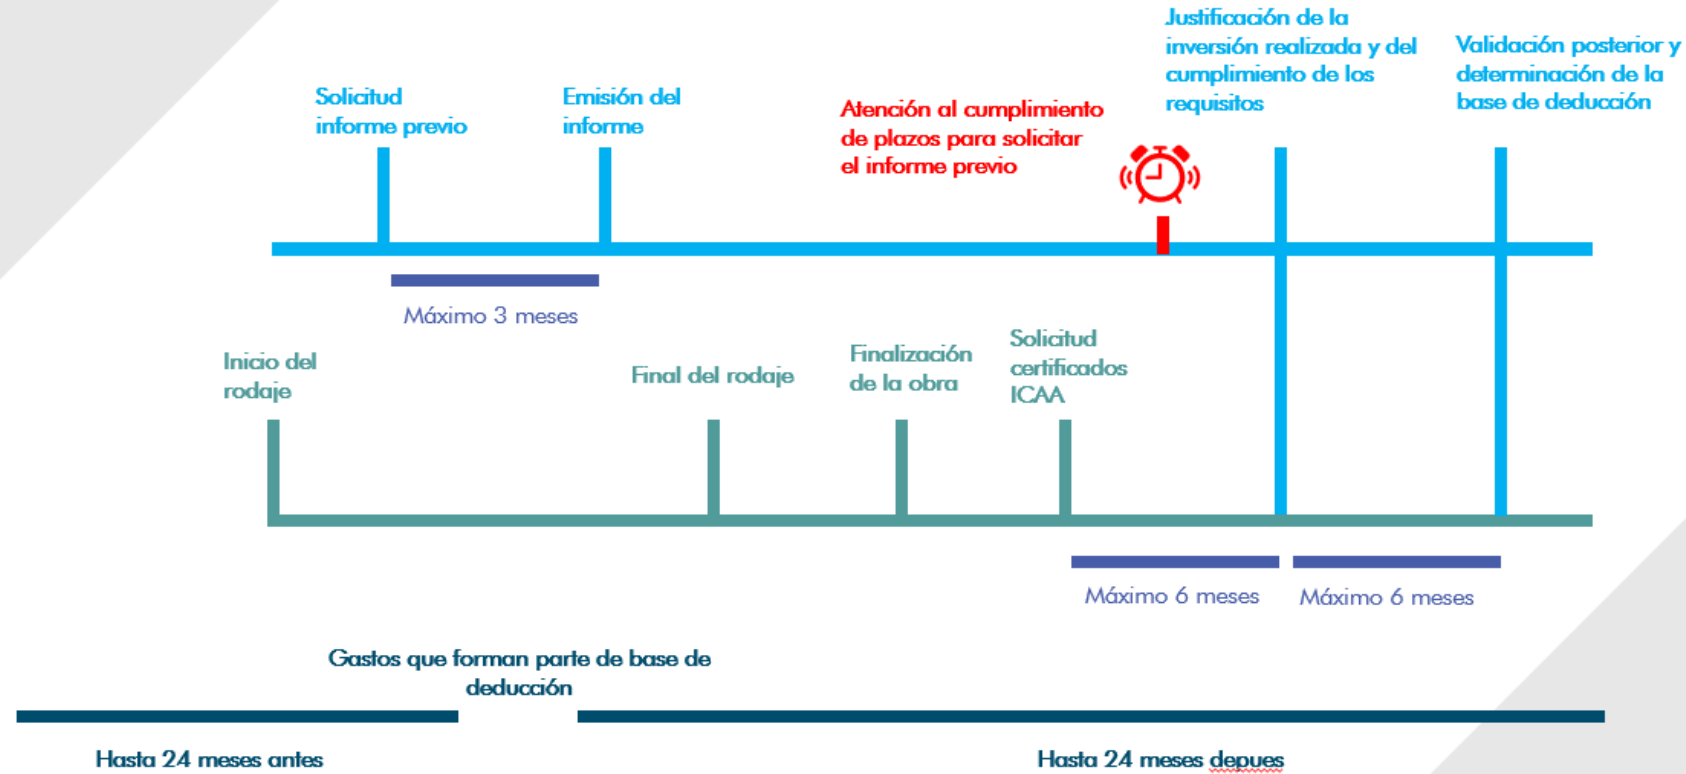 Justificación de la
inversión realizada y del
cumplimiento de los
requisitos
Validación posterior y
determinación de la
base de deducción
Solicitud
informe previo
Emisión del
informe
Atención al cumplimiento
de plazos para solicitar
el informe previo
Máximo 3 meses
Inicio del
rodaje
Final del rodaje
Finalización
de la obra
Solicitud
certificados
ICAA
Máximo 6 meses
Máximo 6 meses
Gastos que forman parte de base de
deducción
Hasta 24 meses antes
Hasta 24 meses depues